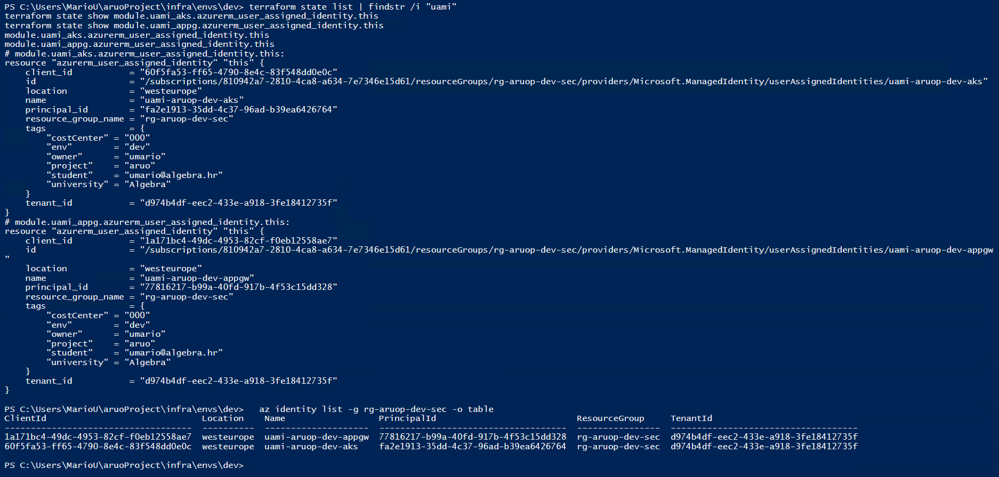 PS C:\Users\MarioU\aruoProject\infra\envs\dev> terraform state list | findstr /i "uami"
terraform state show module.uami_aks.azurerm_user_assigned_identity.this
terraform state show module.uami_appg.azurerm_user_assigned_identity.this
module.uami_aks.azurerm_user_assigned_identity.this
module.uami_appg.azurerm_user_assigned_identity.this
# module.uami_aks.azurerm_user_assigned_identity.this:
resource "azurerm_user_assigned_identity" "this" {
    client_id           = "60f5fa53-ff65-4790-8e4c-83f548dd0e0c"
    id                  = "/subscriptions/810942a7-2810-4ca8-a634-7e7346e15d61/resourceGroups/rg-aruop-dev-sec/providers/Microsoft.ManagedIdentity/userAssignedIdentities/uami-aruop-dev-aks"
    location            = "westeurope"
    name                = "uami-aruop-dev-aks"
    principal_id        = "fa2e1913-35dd-4c37-96ad-b39ea6426764"
    resource_group_name = "rg-aruop-dev-sec"
    tags                = {
        "costCenter" = "000"
        "env"        = "dev"
        "owner"      = "umario"
        "project"    = "aruo"
        "student"    = "umario@algebra.hr"
        "university" = "Algebra"
    }
    tenant_id           = "d974b4df-eec2-433e-a918-3fe18412735f"
}
# module.uami_appg.azurerm_user_assigned_identity.this:
resource "azurerm_user_assigned_identity" "this" {
    client_id           = "1a171bc4-49dc-4953-82cf-f0eb12558ae7"
    id                  = "/subscriptions/810942a7-2810-4ca8-a634-7e7346e15d61/resourceGroups/rg-aruop-dev-sec/providers/Microsoft.ManagedIdentity/userAssignedIdentities/uami-aruop-dev-appgw
"
    location            = "westeurope"
    name                = "uami-aruop-dev-appgw"
    principal_id        = "77816217-b99a-40fd-917b-4f53c15dd328"
    resource_group_name = "rg-aruop-dev-sec"
    tags                = {
        "costCenter" = "000"
        "env"        = "dev"
        "owner"      = "umario"
        "project"    = "aruo"
        "student"    = "umario@algebra.hr"
        "university" = "Algebra"
    }
    tenant_id           = "d974b4df-eec2-433e-a918-3fe18412735f"
}
PS C:\Users\MarioU\aruoProject\infra\envs\dev>   az identity list -g rg-aruop-dev-sec -o table
ClientId                              Location    Name                  PrincipalId                           ResourceGroup     TenantId
------------------------------------  ----------  --------------------  ------------------------------------  ----------------  ------------------------------------
1a171bc4-49dc-4953-82cf-f0eb12558ae7  westeurope  uami-aruop-dev-appgw  77816217-b99a-40fd-917b-4f53c15dd328  rg-aruop-dev-sec  d974b4df-eec2-433e-a918-3fe18412735f
60f5fa53-ff65-4790-8e4c-83f548dd0e0c  westeurope  uami-aruop-dev-aks    fa2e1913-35dd-4c37-96ad-b39ea6426764  rg-aruop-dev-sec  d974b4df-eec2-433e-a918-3fe18412735f
PS C:\Users\MarioU\aruoProject\infra\envs\dev>